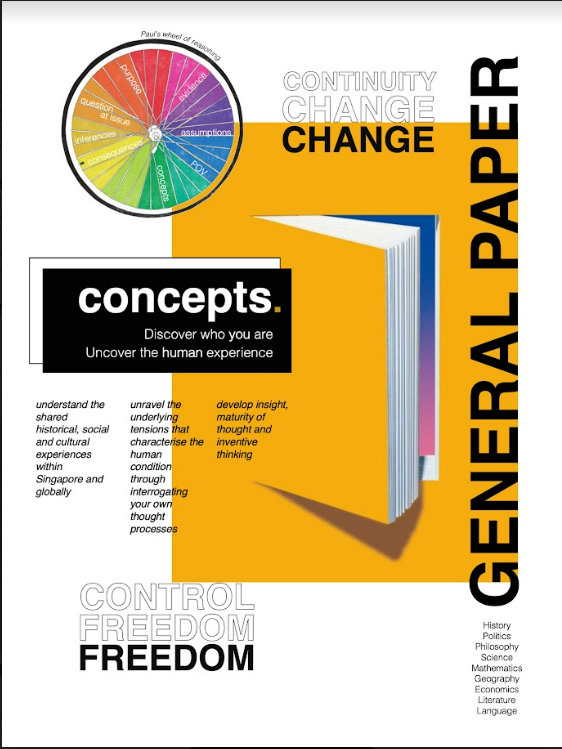 Paul's wheel of reasoning
purpose
evidence
question
at issue
assumptions
inferences
POV
consequences
concepts
CONTINUITY
CHANGE
CHANGE
GENERAL PAPER
concepts.
Discover who you are
Uncover the human experience
understand the
shared
historical, social
and cultural
experiences
within
Singapore and
globally
unravel the
underlying
tensions that
characterise the
human
condition
through
interrogating
your own
thought
processes
develop insight,
maturity of
thought and
inventive
thinking
CONTROL
FREEDOM
FREEDOM
History
Politics
Philosophy
Science
Mathematics
Geography
Economics
Literature
Language